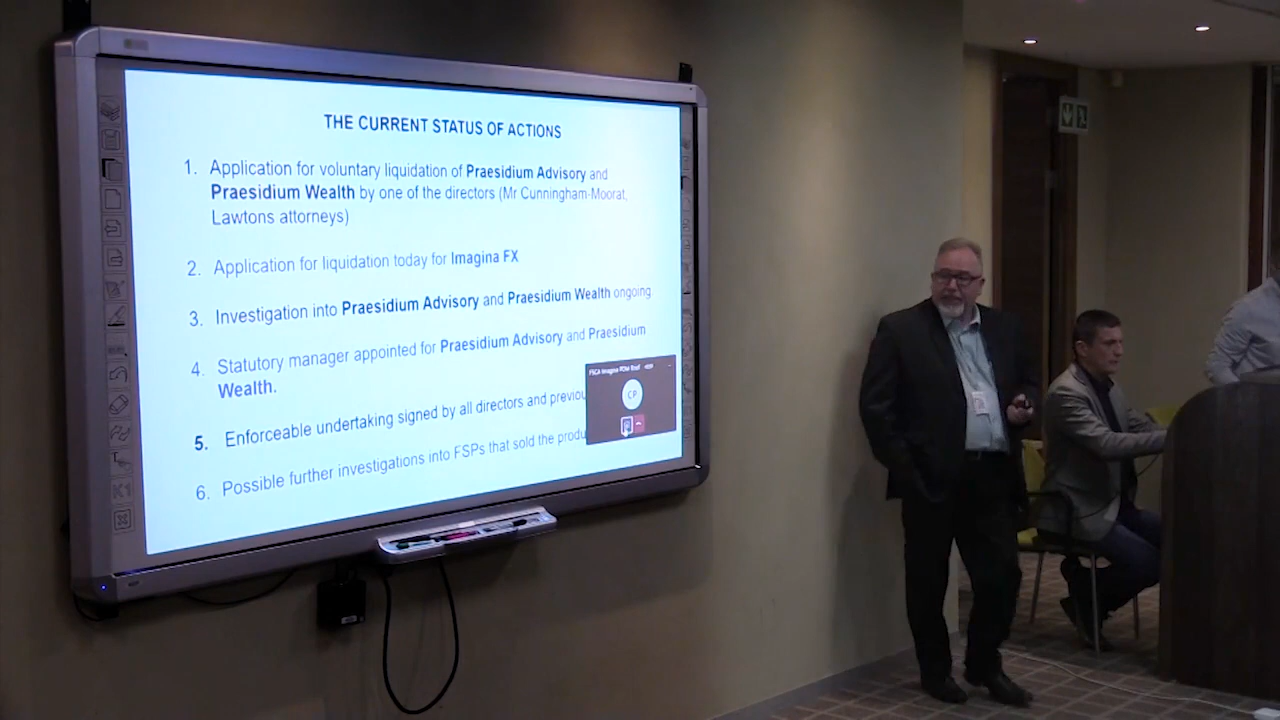 THE CURRENT STATUS OF ACTIONS
1. Application for voluntary liquidation of Praesidium Advisory and
Praesidium Wealth by one of the directors (Mr Cunningham-Moorat,
Lawtons attorneys)
2. Application for liquidation today for Imagina FX
3. Investigation into Praesidium Advisory and Praesidium Wealth ongoing
4. Statutory manager appointed for Praesidium Advisory and Praesidium
Wealth.
5. Enforceable undertaking signed by all directors and previou
6. Possible further investigations into FSPs that sold the produ
FSCA Imagina
CP